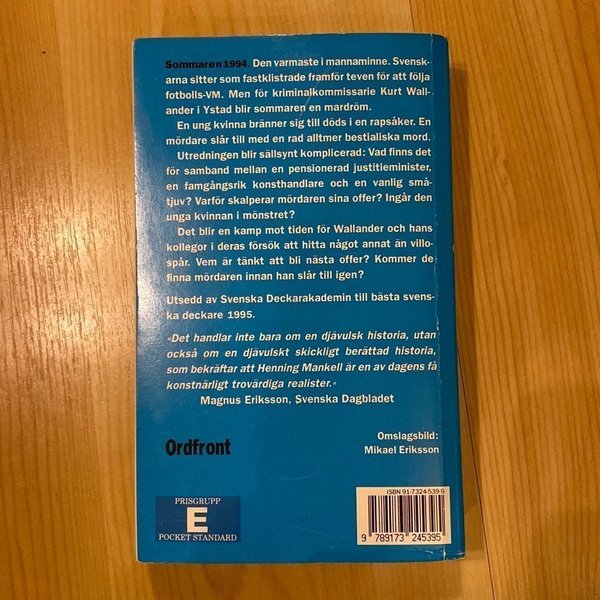 Sommaren 1994. Den varmaste i mannaminne. Svensk-
arna sitter som fastklistrade framför teven för att följa
fotbolls-VM. Men för kriminalkommissarie Kurt Wall-
ander i Ystad blir sommaren en mardröm.
En ung kvinna bränner sig till döds i en rapsåker. En
mördare slår till med en rad alltmer bestialiska mord.
Utredningen blir sällsynt komplicerad: Vad finns det
för samband mellan en pensionerad justitieminister,
en famgångsrik konsthandlare och en vanlig små-
tjuv? Varför skalperar mördaren sina offer? Ingår den
unga kvinnan i mönstret?
Det blir en kamp mot tiden för Wallander och hans
kollegor i deras försök att hitta något annat än villo-
spår. Vem är tänkt att bli nästa offer? Kommer de
finna mördaren innan han slår till igen?
Utsedd av Svenska Deckarakademin till bästa svens-
ka deckare 1995.
»Det handlar inte bara om en djävulsk historia, utan
också om en djävulskt skickligt berättad historia,
som bekräftar att Henning Mankell är en av dagens få
konstnärligt trovärdiga realister.«
Magnus Eriksson, Svenska Dagbladet
Ordfront
Omslagsbild:
Mikael Eriksson
PRISGRUPP
E
POCKET STANDARD
ISBN 91-7324-539-9
9 789173 245395